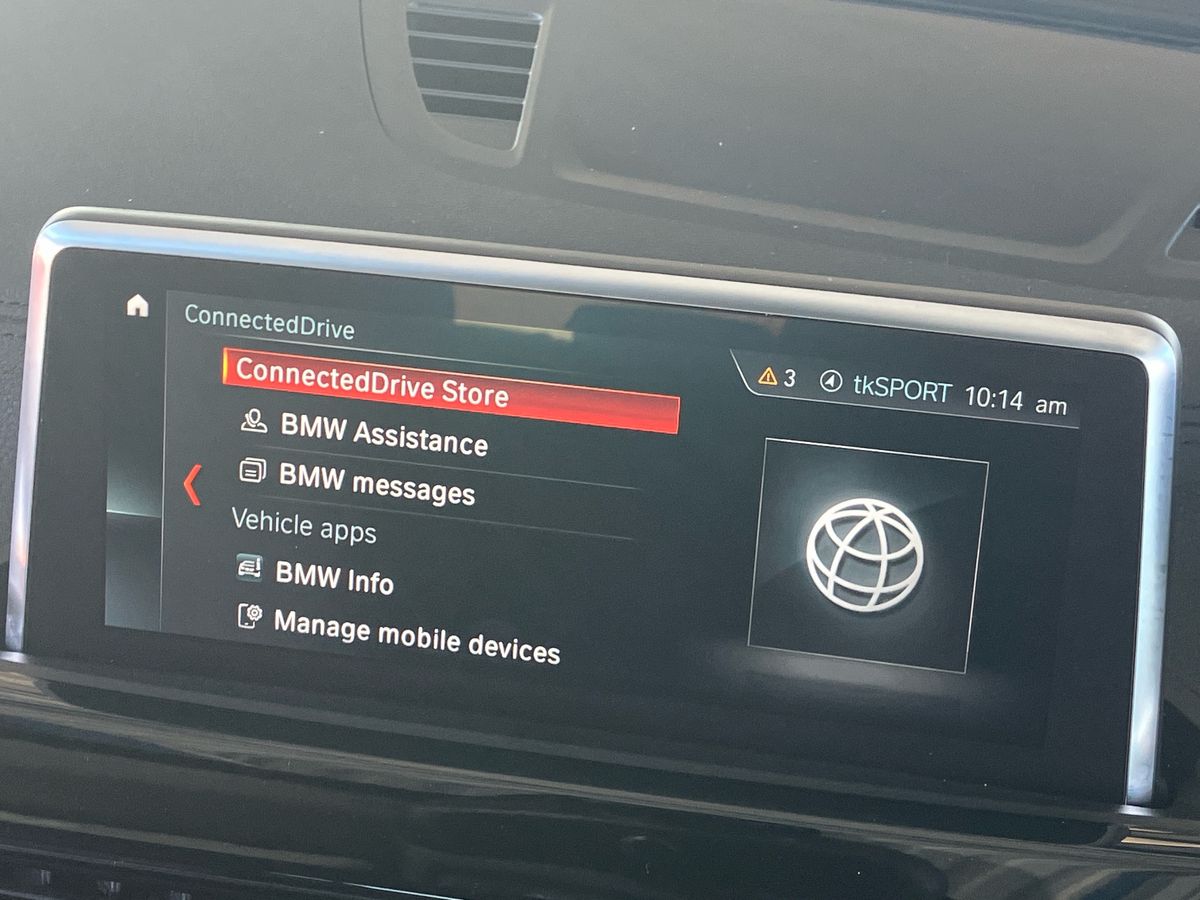 ConnectedDrive
3 tkSPORT 10:14 am
ConnectedDrive Store
BMW Assistance
BMW messages
Vehicle apps
BMW Info
Manage mobile devices